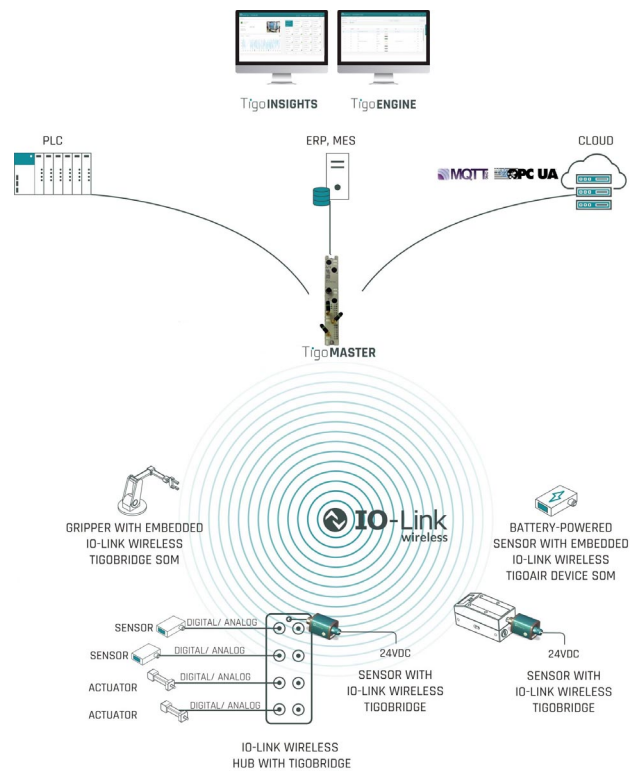 TigoINSIGHTS
TigoENGINE
PLC
ERP, MES
CLOUD
MQTT
OPC UA
TigoMASTER
IO-Link
wireless
GRIPPER WITH EMBEDDED
IO-LINK WIRELESS
TIGOBRIDGE SOM
BATTERY-POWERED
SENSOR WITH EMBEDDED
IO-LINK WIRELESS
TIGOAIR DEVICE SOM
SENSOR
DIGITAL/ ANALOG
SENSOR
DIGITAL/ ANALOG
ACTUATOR
DIGITAL/ ANALOG
ACTUATOR
DIGITAL/ ANALOG
24VDC
SENSOR WITH
IO-LINK WIRELESS
TIGOBRIDGE
24VDC
SENSOR WITH
IO-LINK WIRELESS
TIGOBRIDGE
IO-LINK WIRELESS
HUB WITH TIGOBRIDGE